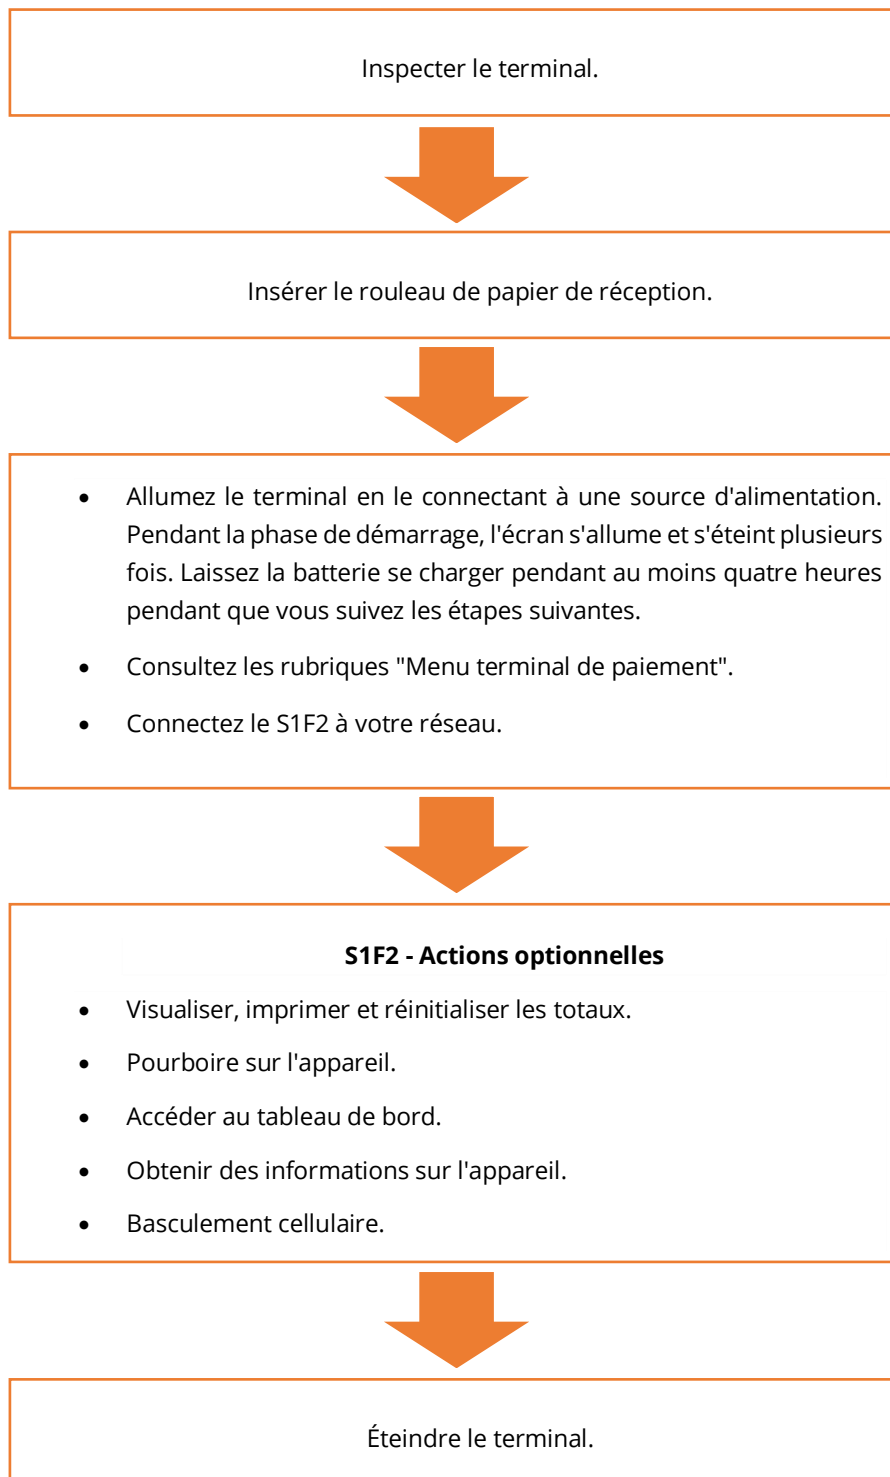 Inspecter le terminal.
Insérer le rouleau de papier de réception.
• Allumez le terminal en le connectant à une source d'alimentation.
Pendant la phase de démarrage, l'écran s'allume et s'éteint plusieurs
fois. Laissez la batterie se charger pendant au moins quatre heures
pendant que vous suivez les étapes suivantes.
• Consultez les rubriques "Menu terminal de paiement".
• Connectez le S1F2 à votre réseau.
S1F2 - Actions optionnelles
• Visualiser, imprimer et réinitialiser les totaux.
• Pourboire sur l'appareil.
• Accéder au tableau de bord.
• Obtenir des informations sur l'appareil.
• Basculement cellulaire.
Éteindre le terminal.